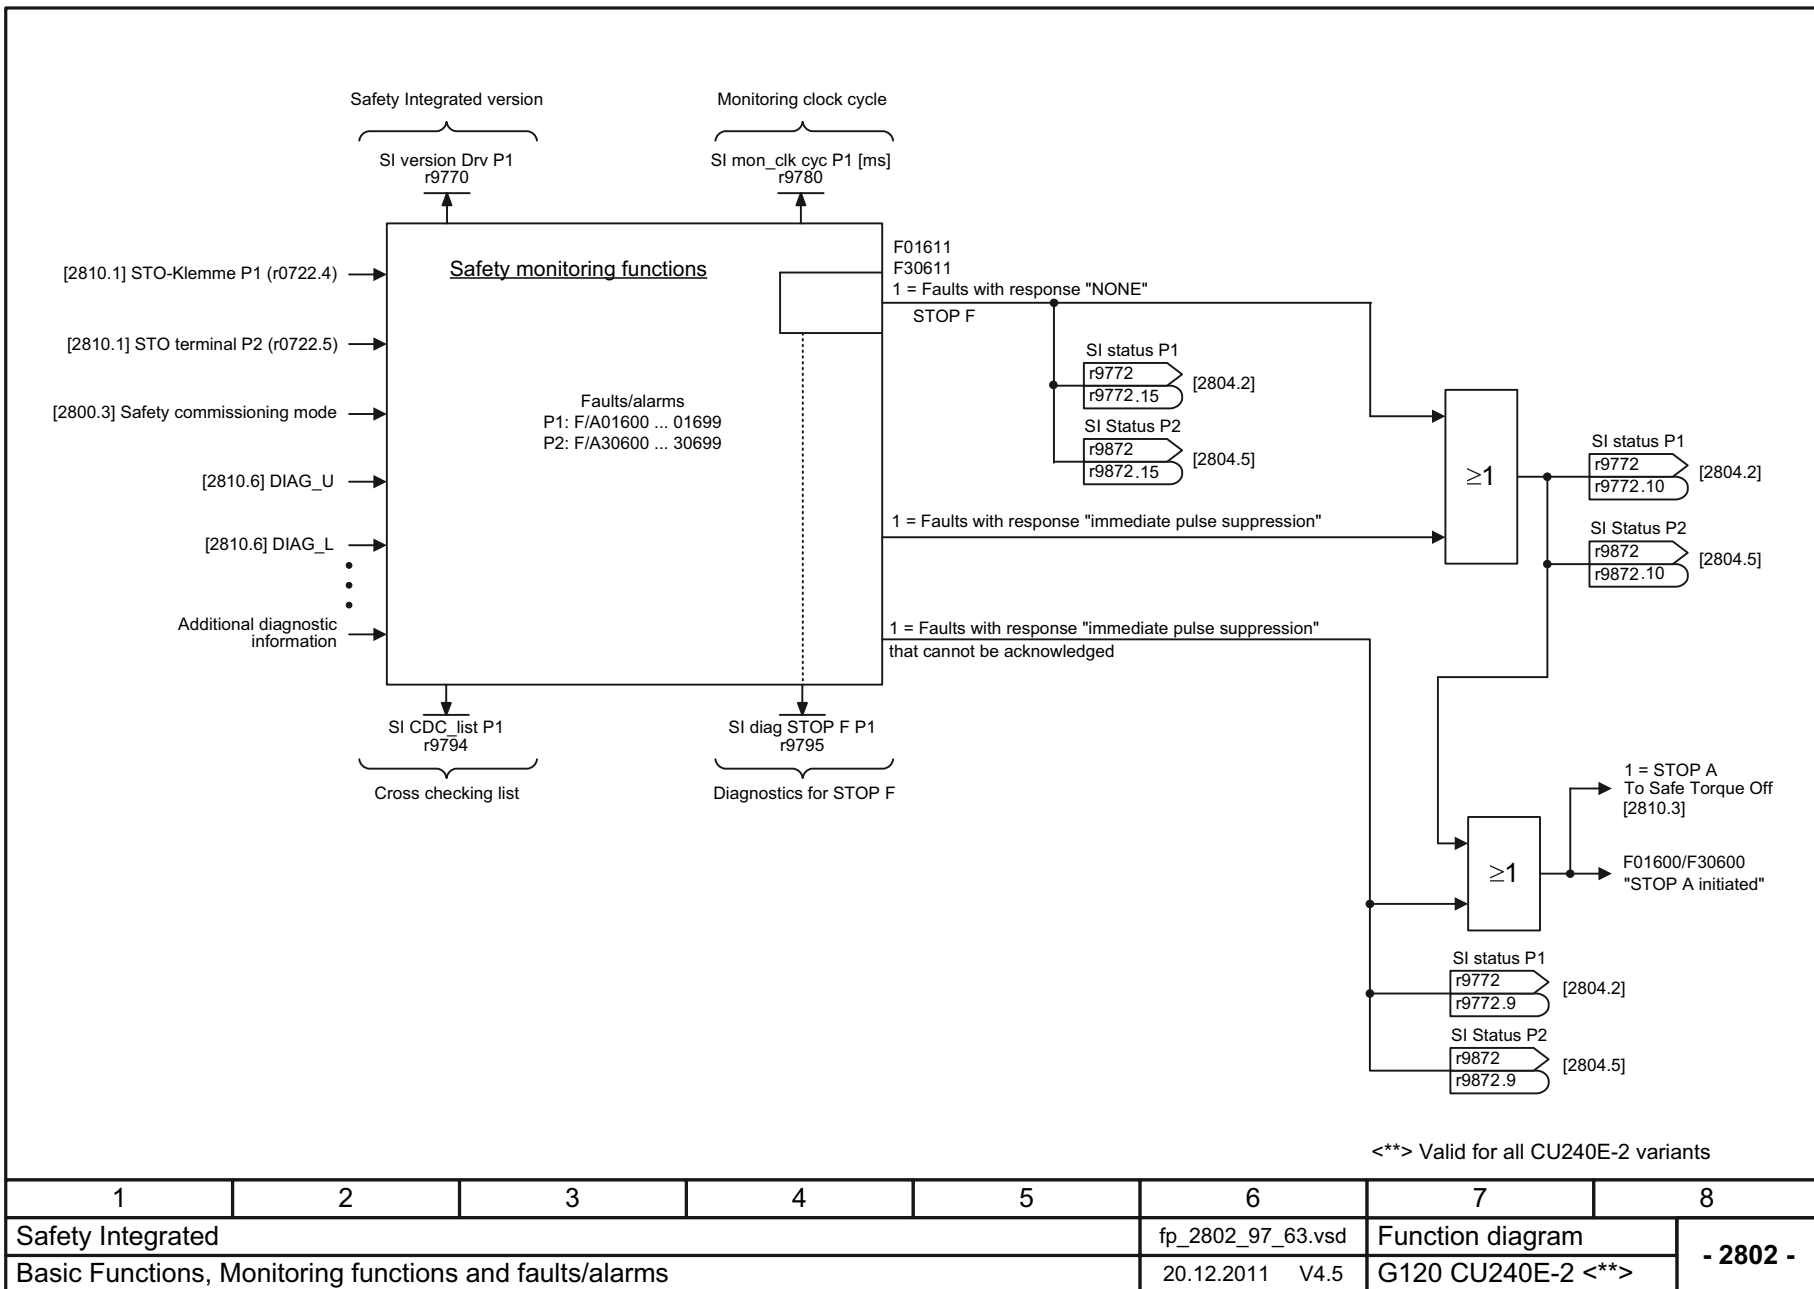 Safety Integrated version
Monitoring clock cycle
SI version Drv P1
r9770
SI mon_clk cyc P1 [ms]
r9780
[2810.1] STO-Klemme P1 (r0722.4)
[2810.1] STO terminal P2 (r0722.5)
[2800.3] Safety commissioning mode
[2810.6] DIAG_U
[2810.6] DIAG_L
Additional diagnostic
information
Safety monitoring functions
Faults/alarms
P1: F/A01600 ... 01699
P2: F/A30600 ... 30699
F01611
F30611
1 = Faults with response "NONE"
STOP F
SI status P1
r9772
r9772.15
[2804.2]
SI Status P2
r9872
r9872.15
[2804.5]
1 = Faults with response "immediate pulse suppression"
≥1
SI status P1
r9772
r9772.10
[2804.2]
SI Status P2
r9872
r9872.10
[2804.5]
1 = Faults with response "immediate pulse suppression"
that cannot be acknowledged
SI CDC_list P1
r9794
Cross checking list
SI diag STOP F P1
r9795
Diagnostics for STOP F
≥1
1 = STOP A
To Safe Torque Off
[2810.3]
F01600/F30600
"STOP A initiated"
SI status P1
r9772
r9772.9
[2804.2]
SI Status P2
r9872
r9872.9
[2804.5]
<**> Valid for all CU240E-2 variants
1 2 3 4 5 6 7 8
Safety Integrated
fp_2802_97_63.vsd
Function diagram
- 2802 -
Basic Functions, Monitoring functions and faults/alarms
20.12.2011 V4.5
G120 CU240E-2 <**>